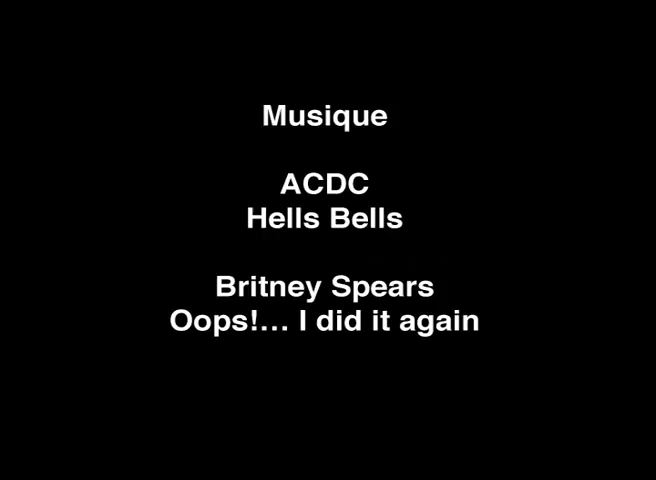 Musique
ACDC
Hells Bells
Britney Spears
Oops!... I did it again